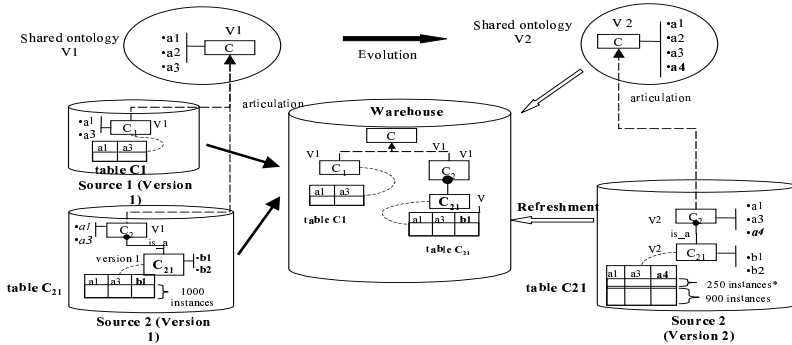 Shared ontology
V1
V1
•a1
•a2
•a3
C
Evolution
Shared ontology
V2
V 2
C
•a1
•a2
•a3
•a4
articulation
articulation
•a1
•a3
C1
V1
a1 a3
table C1
Source 1 (Version
1)
Warehouse
C
V1
V1
V1
C1
C2
a1 a3
table C1
C21
V
a1 a3 b1
table C21
•a1
•a3
C2
V1
is_a
version 1
C21
•b1
•b2
a1 a3 b1
table C21
1000
instances
Source 2 (Version
1)
Refreshment
V2
C2
•a1
•a3
•a4
is_a
V2
C21
•b1
•b2
a1 a3 a4
table C21
250 instances*
900 instances
Source 2
(Version 2)